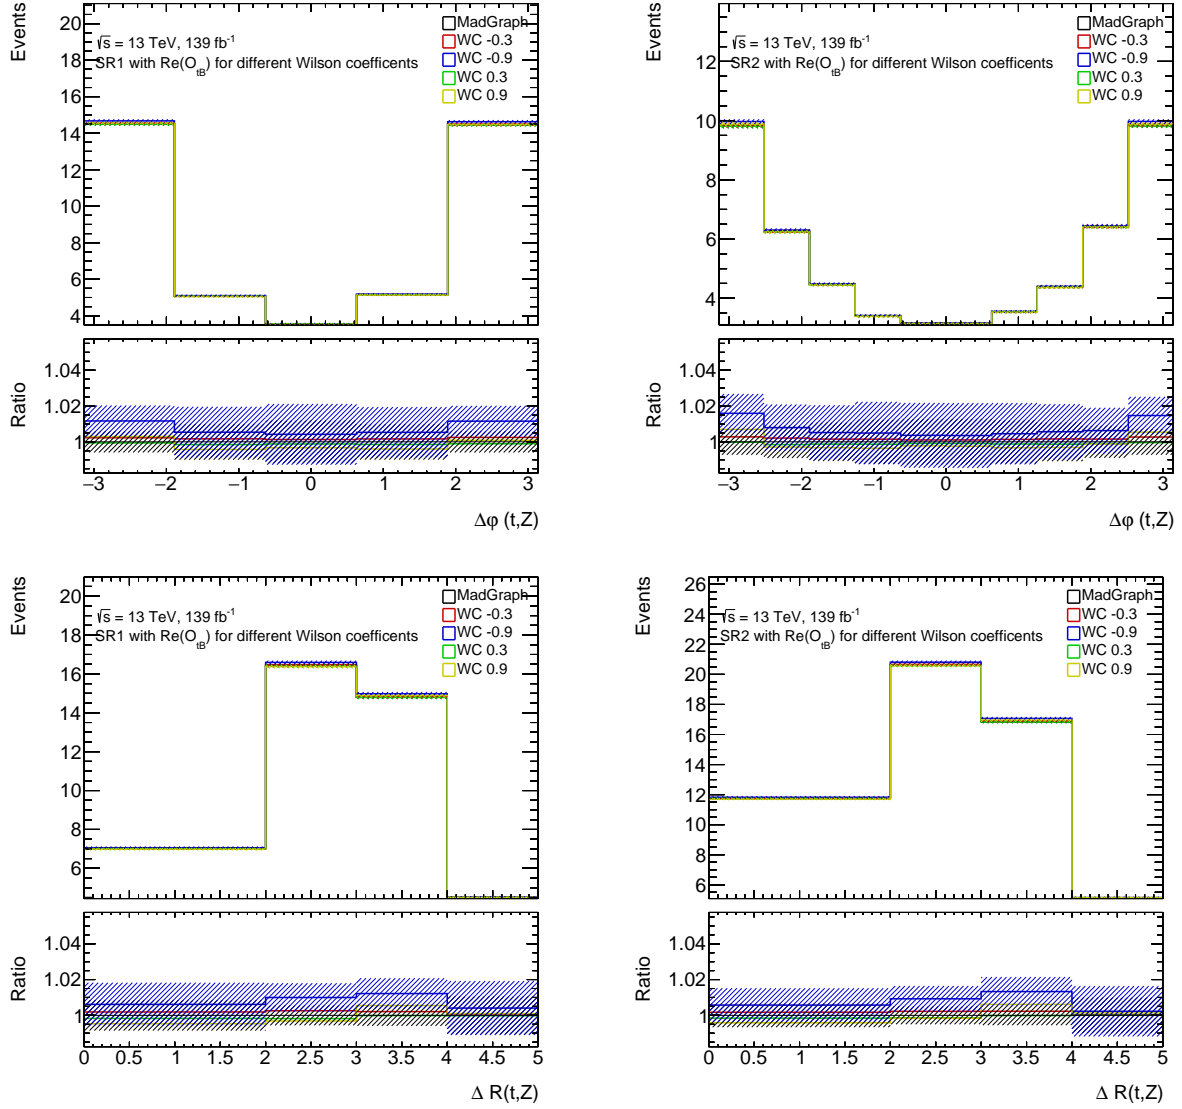 Events
20
18
16
14
12
10
8
6
4
√s = 13 TeV, 139 fb⁻¹
SR1 with Re(O_tB) for different Wilson coefficents
MadGraph
WC -0.3
WC -0.9
WC 0.3
WC 0.9
Ratio
1.04
1.02
1
−3 −2 −1 0 1 2 3
Δφ (t,Z)
Events
12
10
8
6
4
√s = 13 TeV, 139 fb⁻¹
SR2 with Re(O_tB) for different Wilson coefficents
MadGraph
WC -0.3
WC -0.9
WC 0.3
WC 0.9
Ratio
1.04
1.02
1
−3 −2 −1 0 1 2 3
Δφ (t,Z)
Events
20
18
16
14
12
10
8
6
√s = 13 TeV, 139 fb⁻¹
SR1 with Re(O_tB) for different Wilson coefficents
MadGraph
WC -0.3
WC -0.9
WC 0.3
WC 0.9
Ratio
1.04
1.02
1
0 0.5 1 1.5 2 2.5 3 3.5 4 4.5 5
Δ R(t,Z)
Events
26
24
22
20
18
16
14
12
10
8
6
√s = 13 TeV, 139 fb⁻¹
SR2 with Re(O_tB) for different Wilson coefficents
MadGraph
WC -0.3
WC -0.9
WC 0.3
WC 0.9
Ratio
1.04
1.02
1
0 0.5 1 1.5 2 2.5 3 3.5 4 4.5 5
Δ R(t,Z)